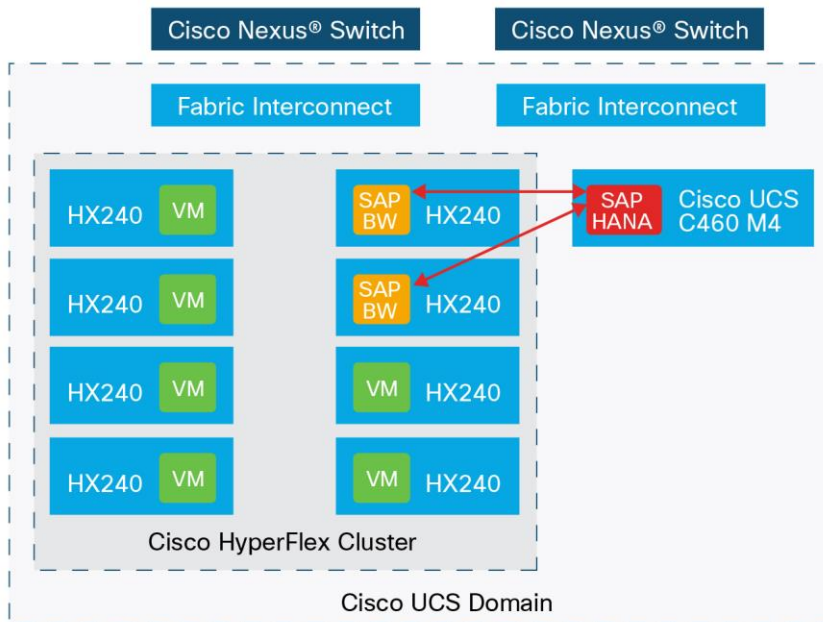 Cisco Nexus® Switch
Cisco Nexus® Switch
Fabric Interconnect
Fabric Interconnect
HX240
VM
SAP
BW
HX240
SAP
HANA
Cisco UCS
C460 M4
HX240
VM
SAP
BW
HX240
HX240
VM
VM
HX240
HX240
VM
VM
HX240
Cisco HyperFlex Cluster
Cisco UCS Domain